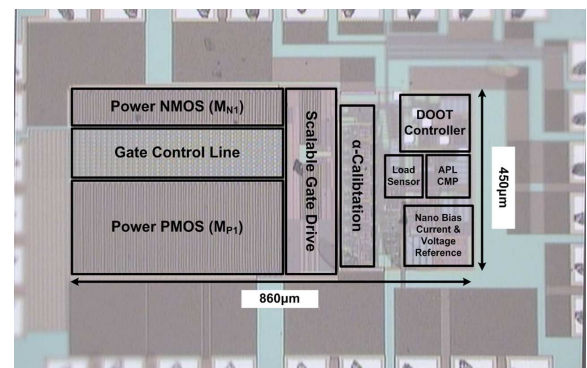 Power NMOS (MN1)
Gate Control Line
Power PMOS (MP1)
Scalable Gate Drive
α-Calibtation
DOOT
Controller
Load
Sensor
APL
CMP
Nano Bias
Current &
Voltage
Reference
450μm
860μm